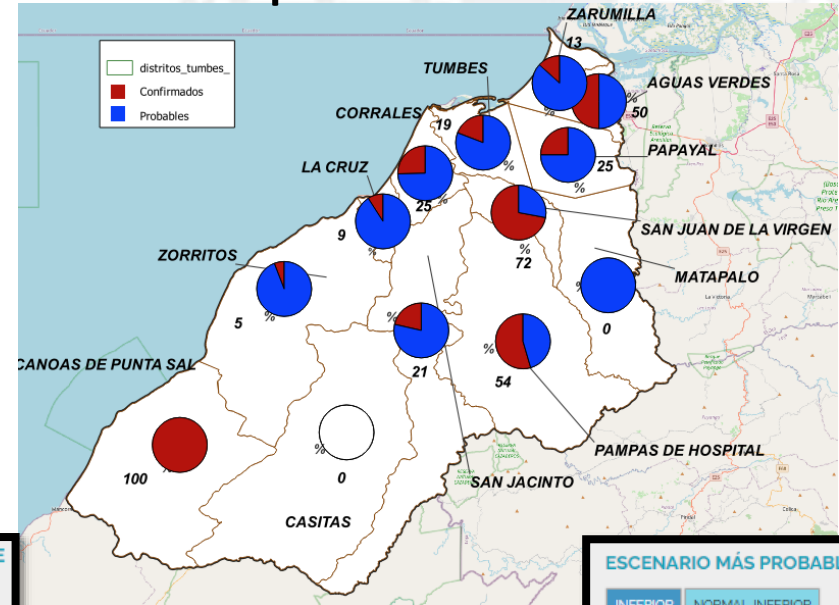 ZARUMILLA
13
distritos_tumbes_
Confirmados
Probables
TUMBES
AGUAS VERDES
%
50
%
CORRALES
19
%
PAPAYAL
25
%
LA CRUZ
25
%
SAN JUAN DE LA VIRGEN
%
72
9
%
ZORRITOS
MATAPALO
%
0
5
%
%
21
%
54
CANOAS DE PUNTA SAL
PAMPAS DE HOSPITAL
%
0
100
%
SAN JACINTO
CASITAS
E
ESCENARIO MÁS PROBABL
INFERIOR
NORMAL INFERIOR